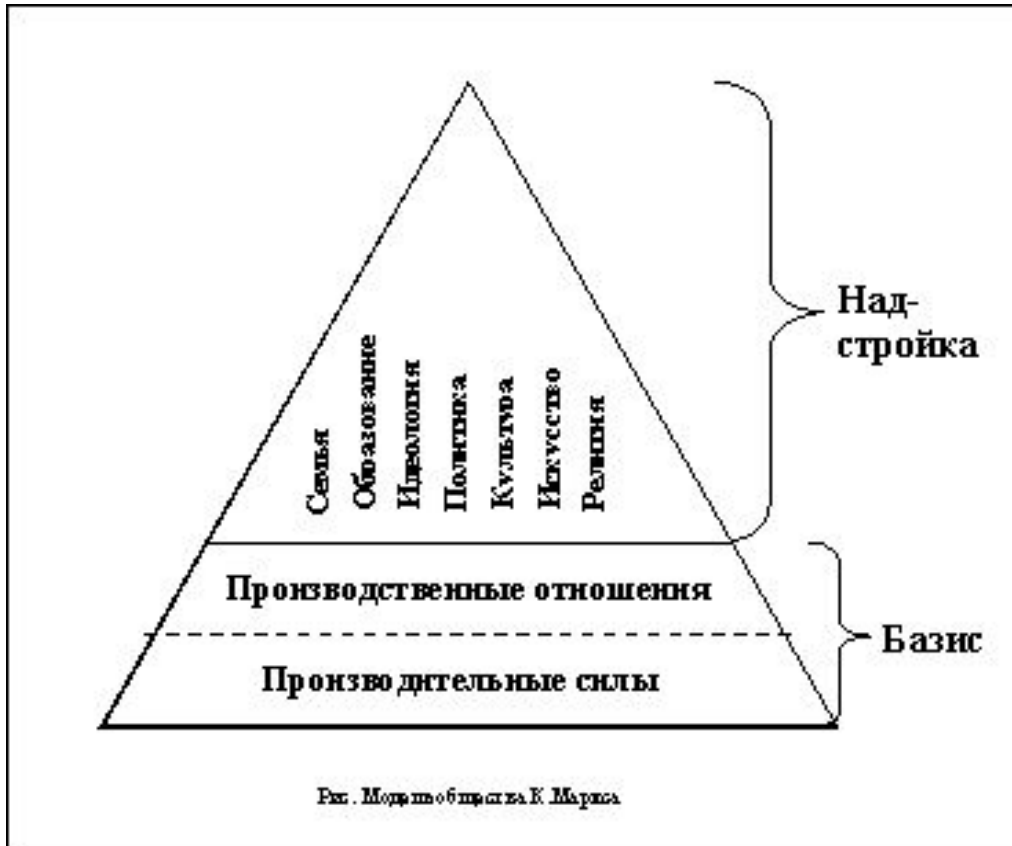 Над-
стройка
Семья
Образование
Идеология
Политика
Культура
Искусство
Религия
Производственные отношения
Базис
Производительные силы
Рис. Модель общества К.Маркса